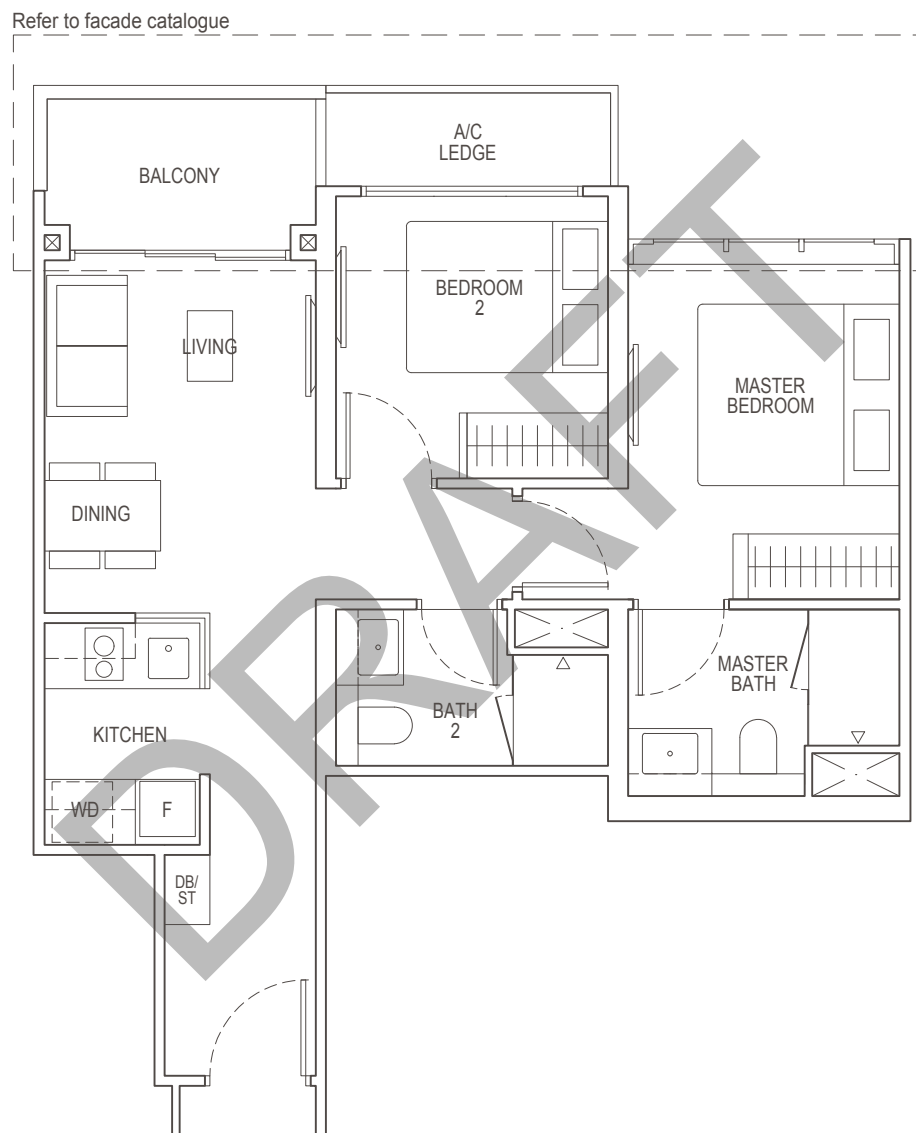 Refer to facade catalogue
A/C
LEDGE
BALCONY
BEDROOM
2
LIVING
MASTER
BEDROOM
DINING
MASTER
BATH
BATH
2
KITCHEN
WD
F
DB/
ST
DRAFT